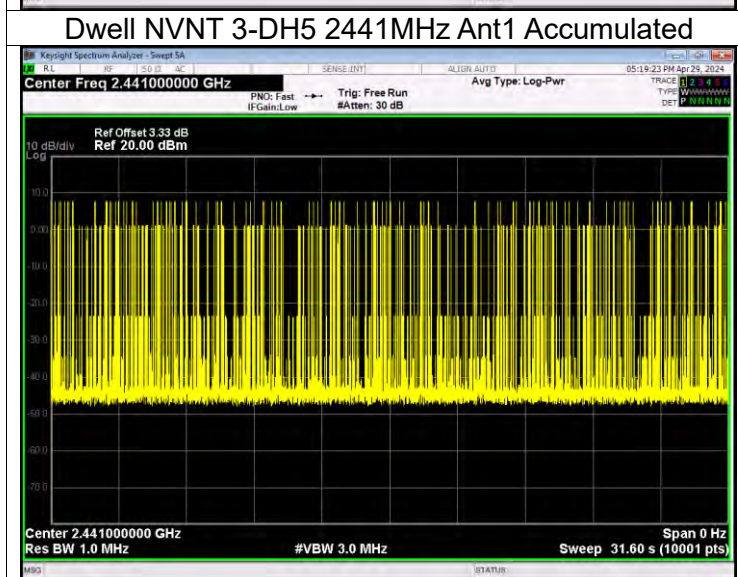 Dwell NVNT 3-DH5 2441MHz Ant1 Accumulated
Keysight Spectrum Analyzer - Swept SA
RL RF 50 Ω AC SENSE:INT ALIGN AUTO 05:19:23 PM Apr 29, 2024
Center Freq 2.441000000 GHz
PNO: Fast
IFGain:Low
Trig: Free Run
#Atten: 30 dB
Avg Type: Log-Pwr
TRACE 1 2 3 4 5 6
TYPE WWWWWW
DET P N N N N N
Ref Offset 3.33 dB
10 dB/div Ref 20.00 dBm
Log
10.0
0.00
-10.0
-20.0
-30.0
-40.0
-50.0
-60.0
-70.0
Center 2.441000000 GHz Span 0 Hz
Res BW 1.0 MHz #VBW 3.0 MHz Sweep 31.60 s (10001 pts)
MSG STATUS